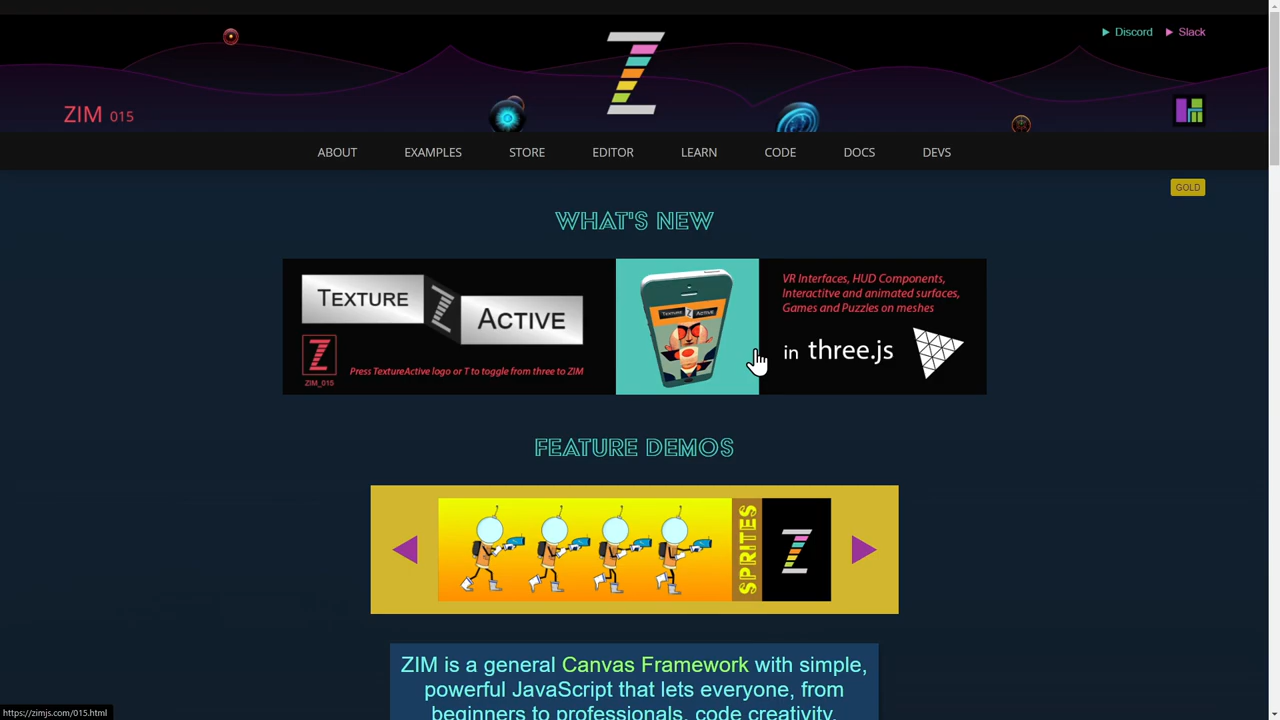 Discord
Slack
ZIM 015
ABOUT
EXAMPLES
STORE
EDITOR
LEARN
CODE
DOCS
DEVS
GOLD
WHAT'S NEW
TEXTURE
ACTIVE
ZIM_015
Press TextureActive logo or T to toggle from three to ZIM
TEXTURE ACTIVE
VR Interfaces, HUD Components,
Interactitve and animated surfaces,
Games and Puzzles on meshes
in three.js
FEATURE DEMOS
SPRITES
ZIM is a general Canvas Framework with simple,
powerful JavaScript that lets everyone, from
beginners to professionals, code creativity.
https://zimjs.com/015.html